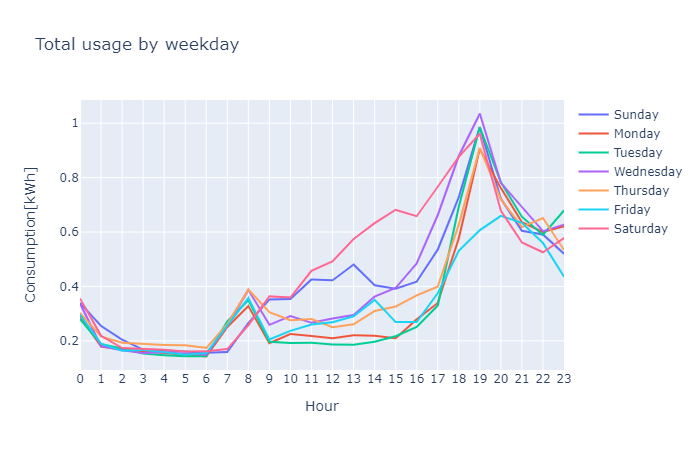 Total usage by weekday
Consumption[kWh]
1
0.8
0.6
0.4
0.2
0 1 2 3 4 5 6 7 8 9 10 11 12 13 14 15 16 17 18 19 20 21 22 23
Hour
Sunday
Monday
Tuesday
Wednesday
Thursday
Friday
Saturday